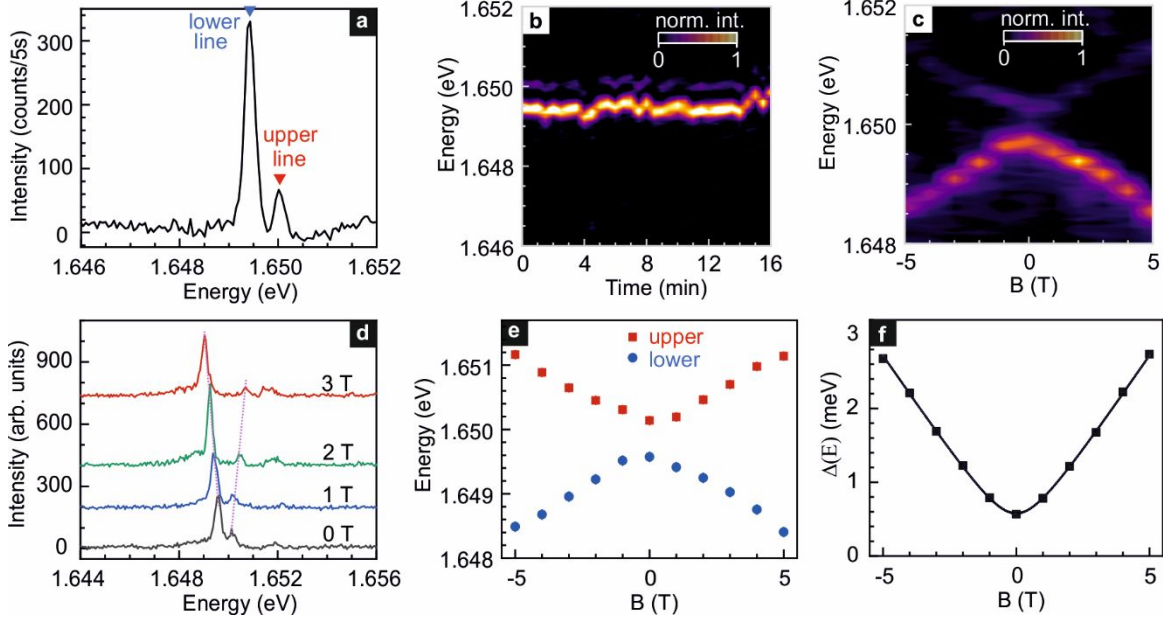 a
lower
line
upper
line
Intensity (counts/5s)
300
200
100
0
1.646
1.648
1.650
1.652
Energy (eV)
b
norm. int.
0
1
Energy (eV)
1.652
1.650
1.648
1.646
0
4
8
12
16
Time (min)
c
norm. int.
0
1
Energy (eV)
1.652
1.650
1.648
-5
0
5
B (T)
d
3 T
2 T
1 T
0 T
Intensity (arb. units)
900
600
300
0
1.644
1.648
1.652
1.656
Energy (eV)
e
upper
lower
Energy (eV)
1.651
1.650
1.649
1.648
-5
0
5
B (T)
f
Δ(E) (meV)
3
2
1
0
-5
0
5
B (T)